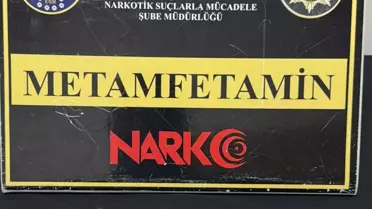 NARKOTİK SUÇLARLA MÜCADELE
ŞUBE MÜDÜRLÜĞÜ
METAMFETAMİN
NARKO